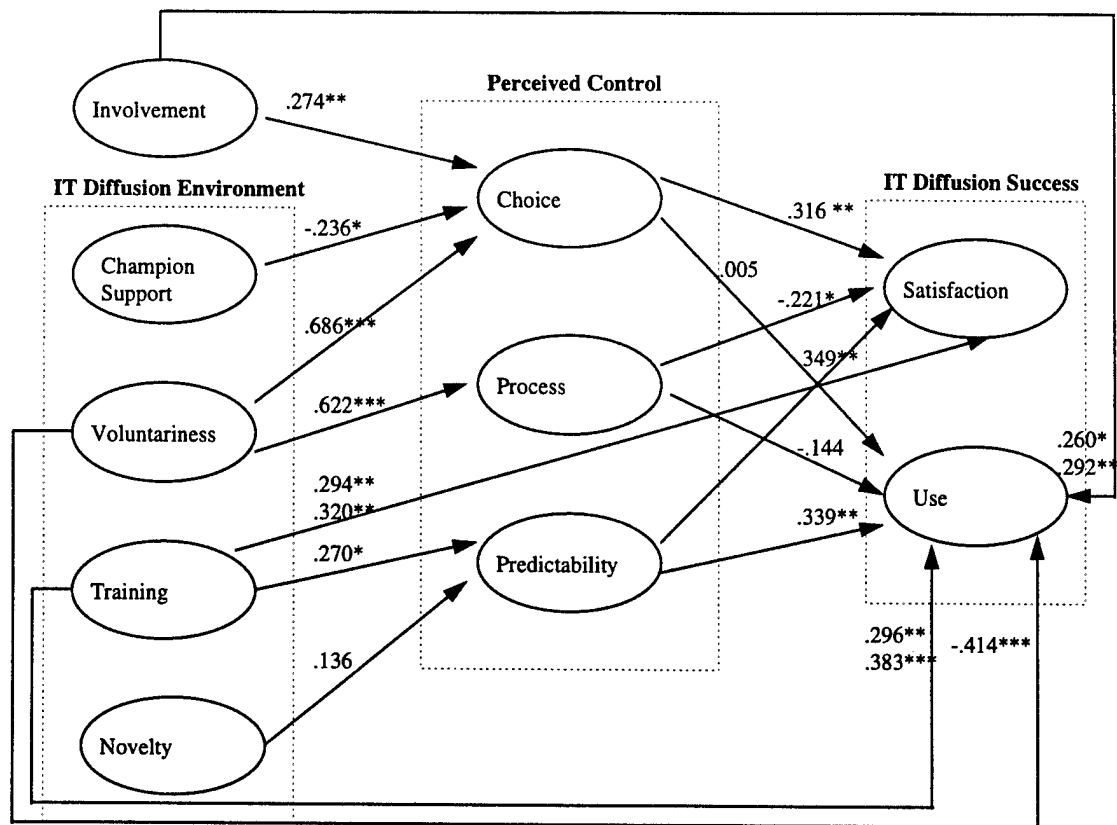 Perceived Control
Involvement
.274**
IT Diffusion Environment
Choice
IT Diffusion Success
-.236*
.316 **
Champion
Support
.005
-.221*
Satisfaction
.686***
.349**
Process
Voluntariness
.622***
-.144
.260*
.292**
.294**
.320**
Use
.339**
.270*
Predictability
Training
.296**
.383***
-.414***
.136
Novelty